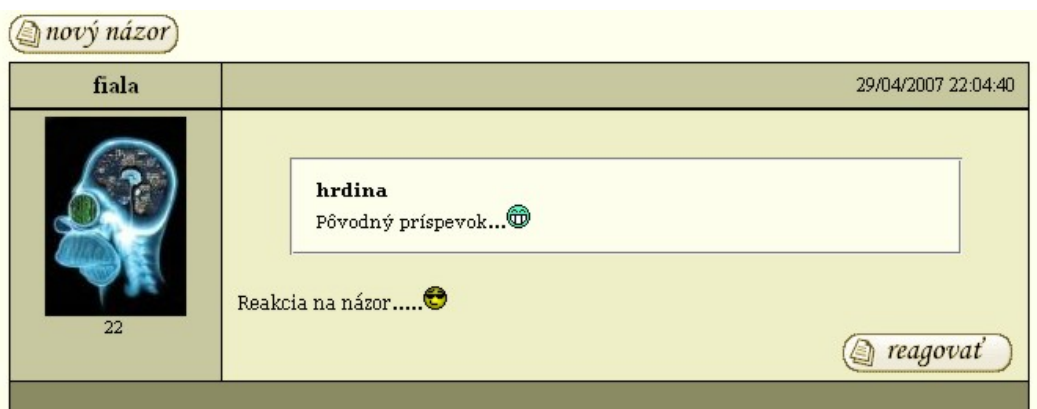 nový názor
fiala
29/04/2007 22:04:40
hrdina
Pôvodný príspevok...
Reakcia na názor.....
22
reagovať